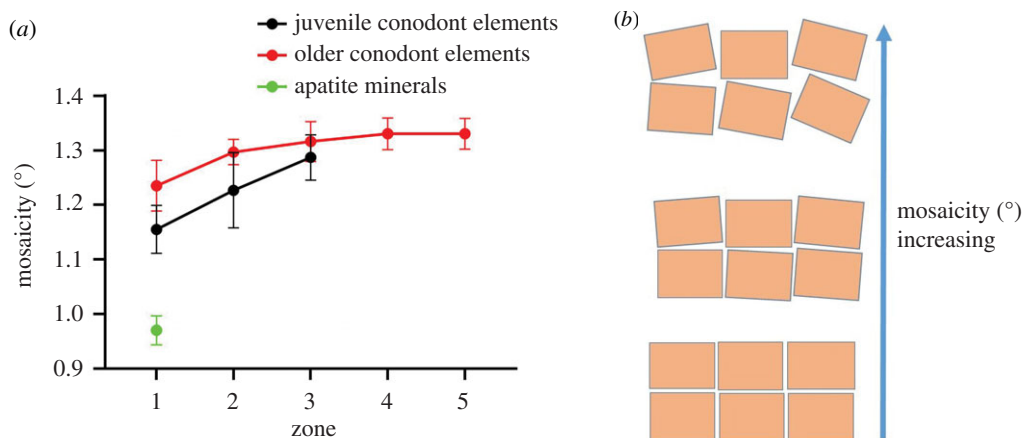 (a)
juvenile conodont elements
older conodont elements
apatite minerals
1.4
1.3
1.2
1.1
1.0
0.9
mosaicity (°)
1 2 3 4 5
zone
(b)
mosaicity (°)
increasing